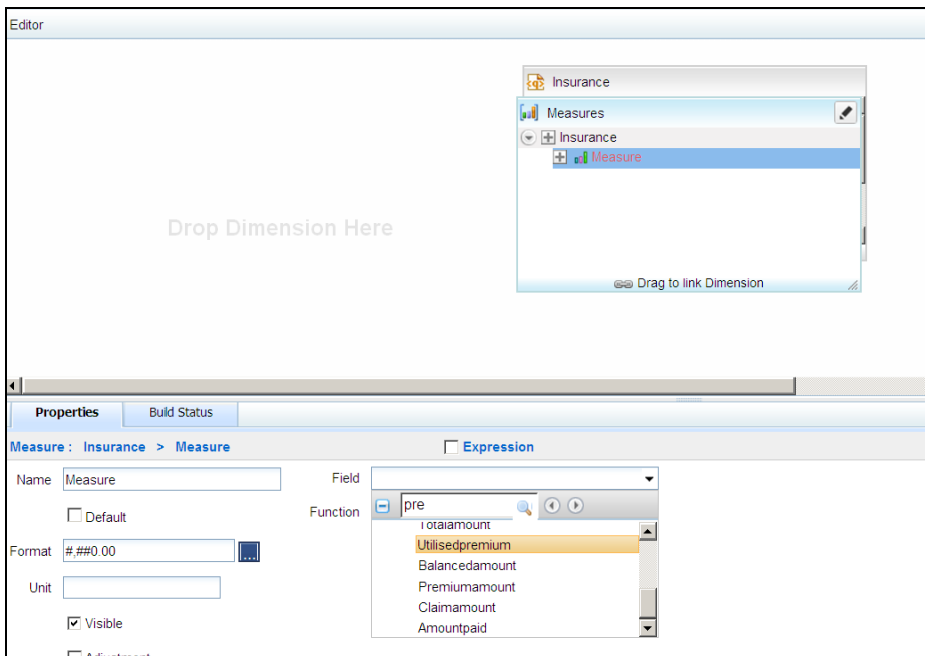 Editor
Insurance
Measures
Insurance
Measure
Drop Dimension Here
Drag to link Dimension
Properties Build Status
Measure : Insurance > Measure Expression
Name Measure Field
Default Function pre
Totalamount
Format #,##0.00 ... Utilisedpremium
Balancedamount
Unit Premiumamount
Claimamount
Visible Amountpaid
Adjustment